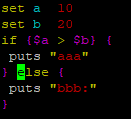 set a  10
set b  20
if {$a > $b} {
 puts "aaa"
} else {
 puts "bbb:"
}